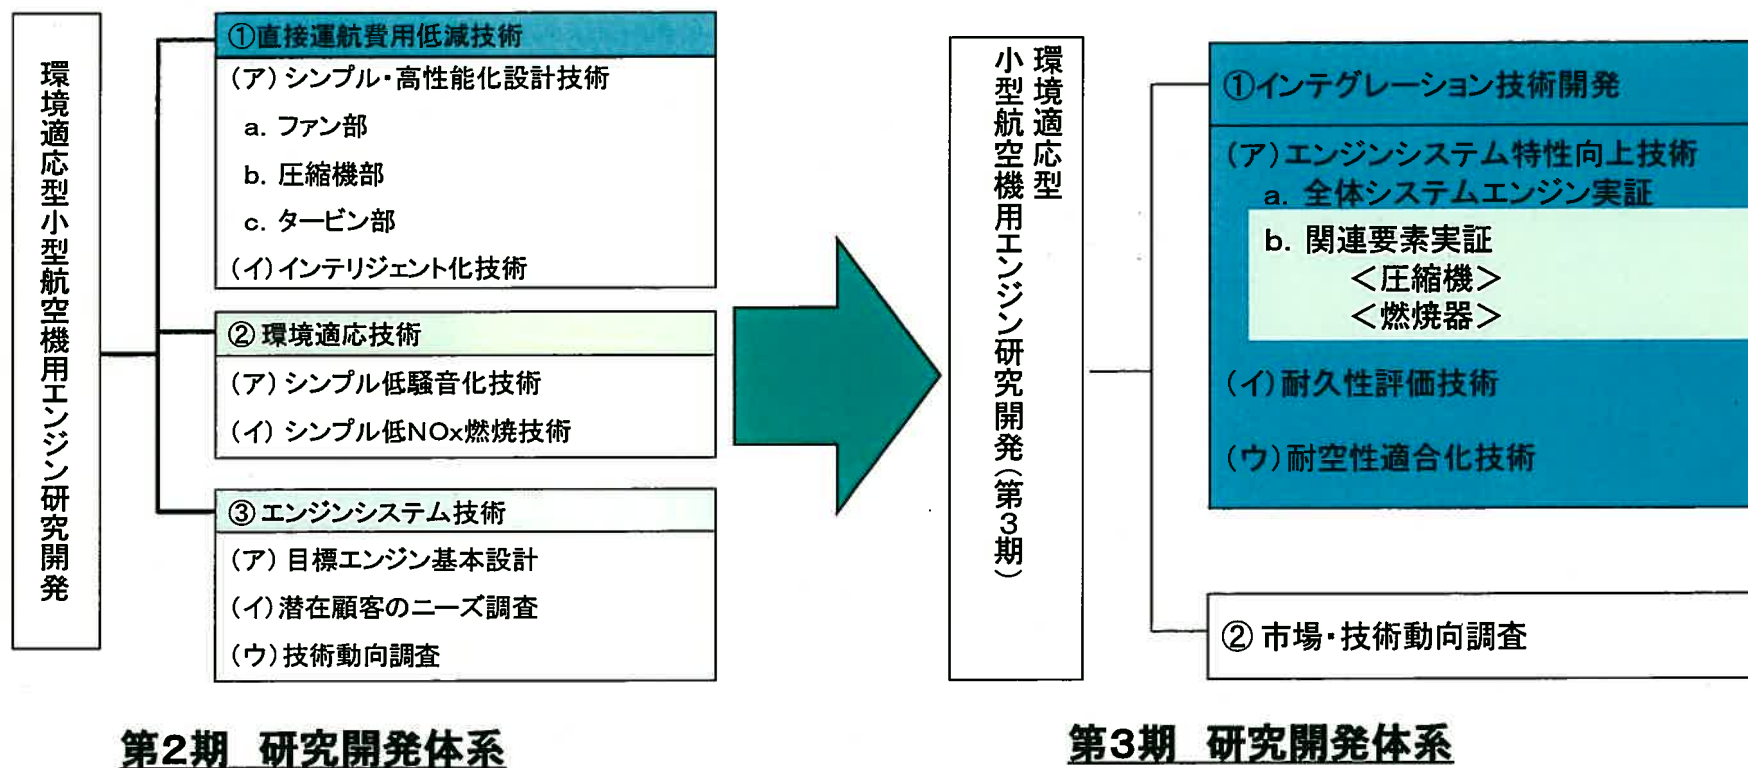 環境適応型小型航空機用エンジン研究開発
①直接運航費用低減技術
(ア)シンプル・高性能化設計技術
a. ファン部
b. 圧縮機部
c. タービン部
(イ)インテリジェント化技術
②環境適応技術
(ア)シンプル低騒音化技術
(イ)シンプル低NOx燃焼技術
③エンジンシステム技術
(ア)目標エンジン基本設計
(イ)潜在顧客のニーズ調査
(ウ)技術動向調査
第2期 研究開発体系
環境適応型
小型航空機用エンジン研究開発(第3期)
①インテグレーション技術開発
(ア)エンジンシステム特性向上技術
a. 全体システムエンジン実証
b. 関連要素実証
<圧縮機>
<燃焼器>
(イ)耐久性評価技術
(ウ)耐空性適合化技術
②市場・技術動向調査
第3期 研究開発体系